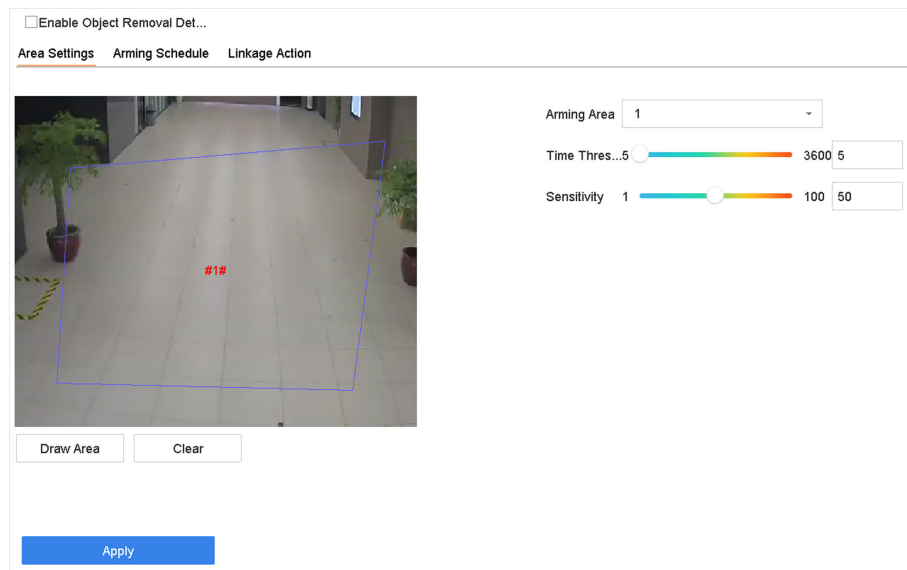 Enable Object Removal Det...
Area Settings Arming Schedule Linkage Action
Arming Area 1
Time Thres...5 3600 5
Sensitivity 1 100 50
#1#
Draw Area Clear
Apply